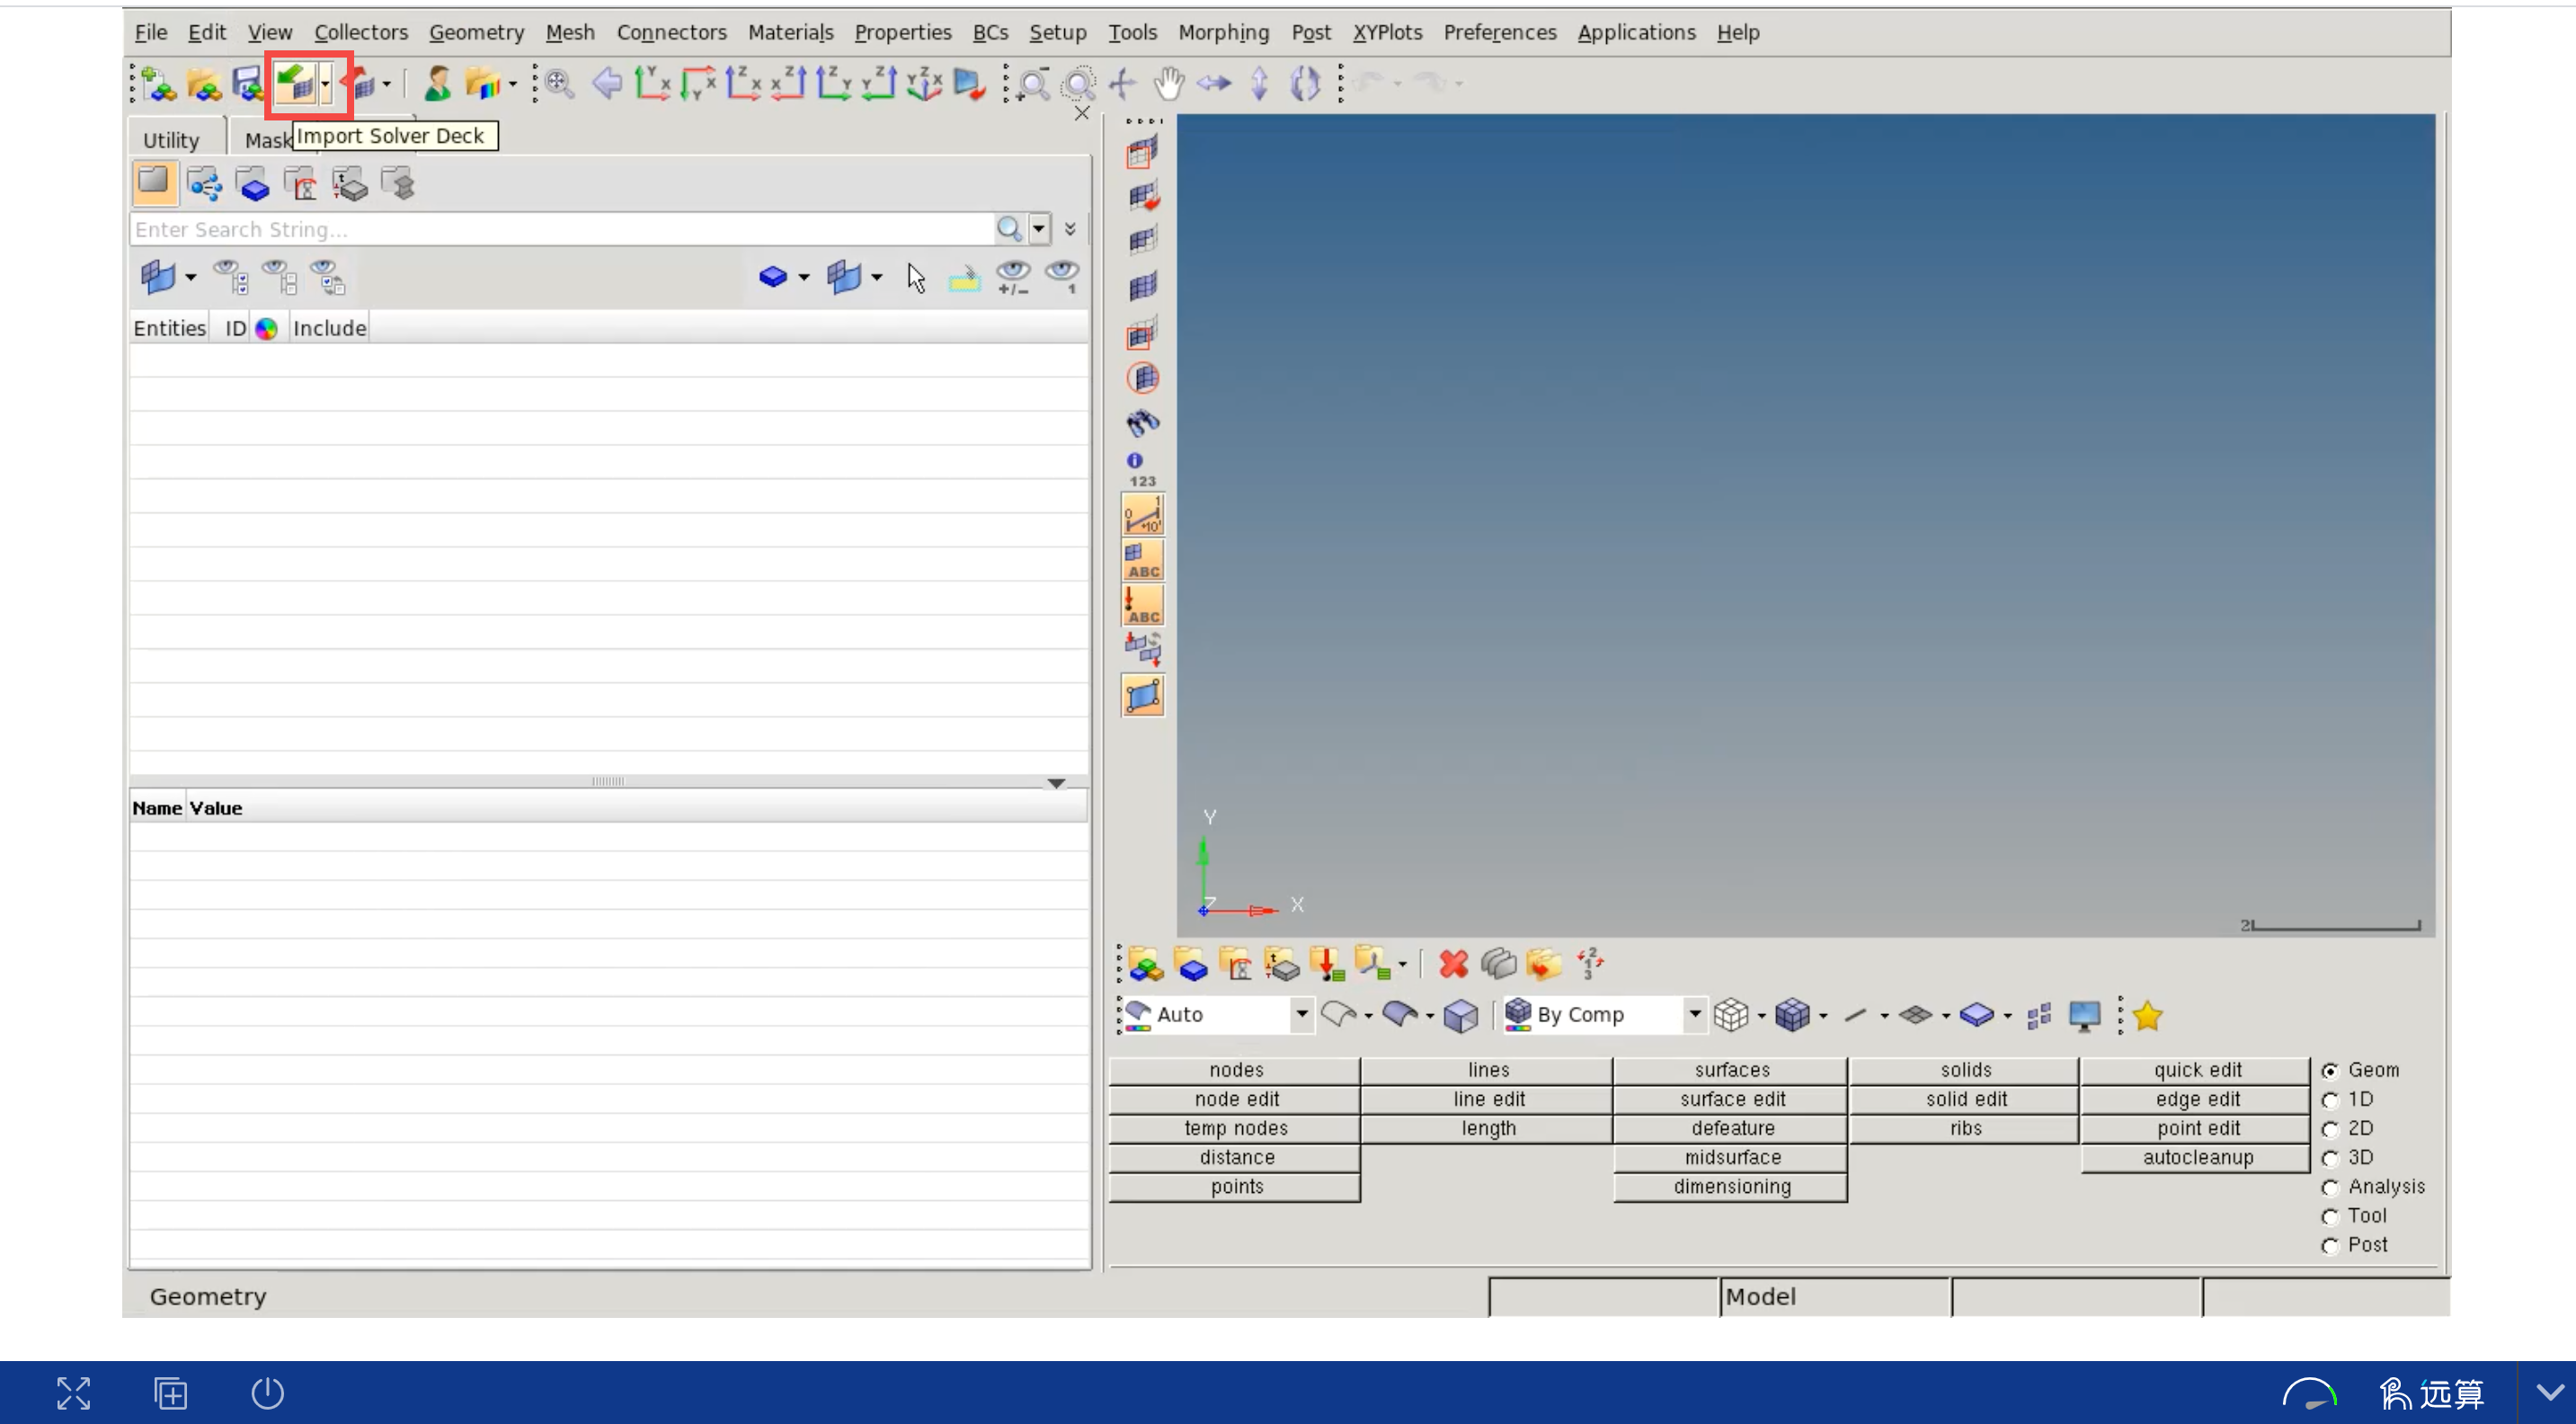 File Edit View Collectors Geometry Mesh Connectors Materials Properties BCs Setup Tools Morphing Post XYPlots Preferences Applications Help
Utility Mask
Import Solver Deck
Enter Search String...
Entities ID Include
123
ABC
ABC
Name Value
Y
Z X
Auto By Comp
nodes lines surfaces solids quick edit Geom
node edit line edit surface edit solid edit edge edit 1D
temp nodes length defeature ribs point edit 2D
distance midsurface autocleanup 3D
points dimensioning Analysis
Tool
Post
Geometry Model
远算